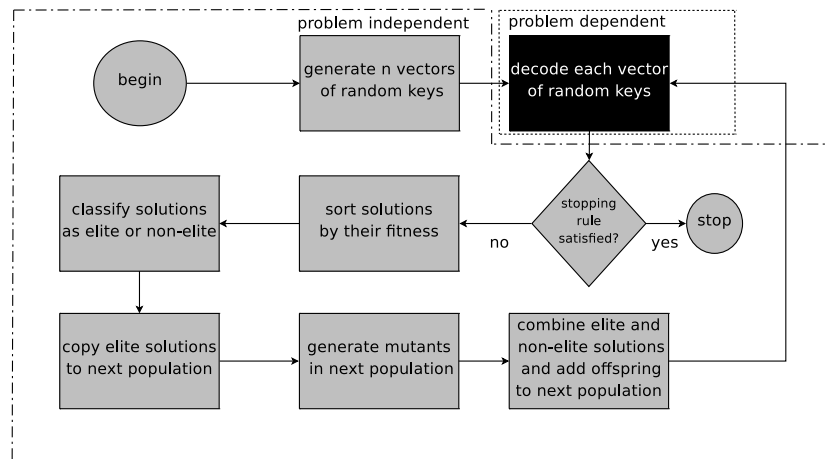 problem independent
problem dependent
begin
generate n vectors
of random keys
decode each vector
of random keys
classify solutions
as elite or non-elite
sort solutions
by their fitness
no
stopping
rule
satisfied?
yes
stop
copy elite solutions
to next population
generate mutants
in next population
combine elite and
non-elite solutions
and add offspring
to next population